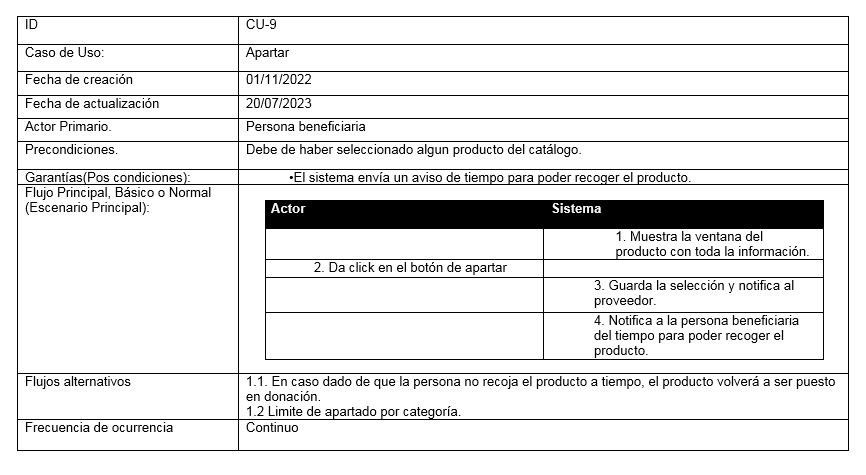 ID CU-9
Caso de Uso: Apartar
Fecha de creación 01/11/2022
Fecha de actualización 20/07/2023
Actor Primario. Persona beneficiaria
Precondiciones. Debe de haber seleccionado algun producto del catálogo.
Garantías(Pos condiciones): •El sistema envía un aviso de tiempo para poder recoger el producto.
Flujo Principal, Básico o Normal
(Escenario Principal):
Actor Sistema
1. Muestra la ventana del
producto con toda la información.
2. Da click en el botón de apartar
3. Guarda la selección y notifica al
proveedor.
4. Notifica a la persona beneficiaria
del tiempo para poder recoger el
producto.
Flujos alternativos 1.1. En caso dado de que la persona no recoja el producto a tiempo, el producto volverá a ser puesto
en donación.
1.2 Limite de apartado por categoría.
Frecuencia de ocurrencia Continuo